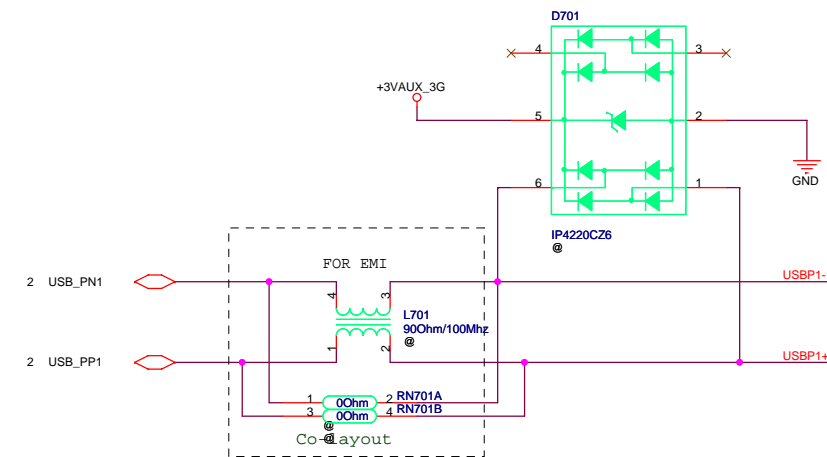 D701
4
3
+3VAUX_3G
5
2
GND
6
1
IP4220CZ6
@
FOR EMI
2 USB_PN1
4
3
USBP1-
L701
90Ohm/100Mhz
@
1
2
2 USB_PP1
USBP1+
1 0Ohm 2 RN701A
3 0Ohm 4 RN701B
@
@
Co-layout